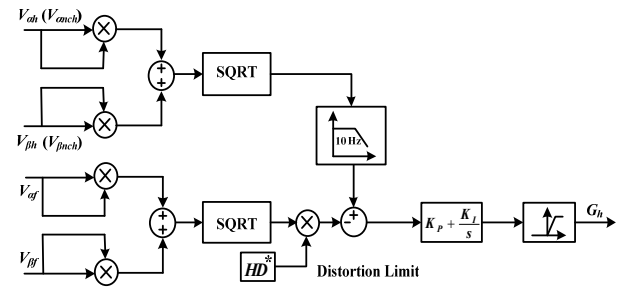 Vαh (Vαnch)
×
+
+
SQRT
×
Vβh (Vβnch)
10 Hz
Vαf
×
+
+
SQRT
×
+
−
KP + KI/s
Gh
HD*
Distortion Limit
Vβf
×